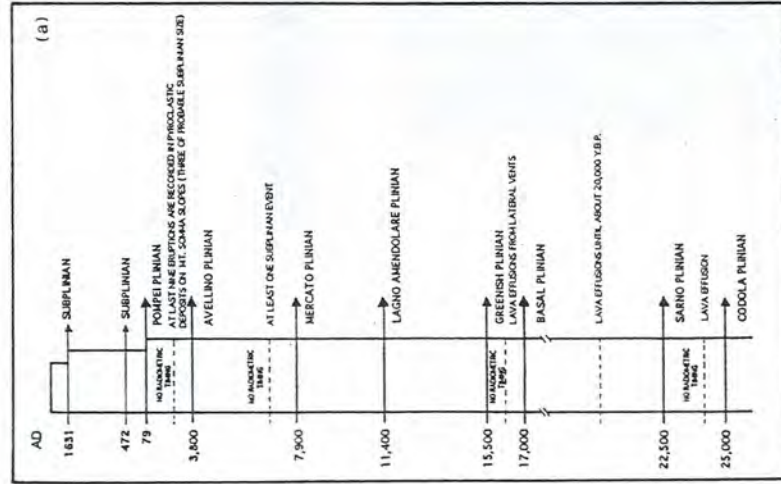 (a)
AD
1631
SUBPLINIAN
472
SUBPLINIAN
79
POMPEI PLINIAN
NO RADIOMETRIC
TIMING
AT LAST NINE ERUPTIONS ARE RECORDED IN PYROCLASTIC
DEPOSITS ON MT. SOMMA SLOPES (THREE OF PROBABLE SUBPLINIAN SIZE)
3,800
AVELLINO PLINIAN
NO RADIOMETRIC
TIMING
AT LEAST ONE SUBPLINIAN EVENT
7,900
MERCATO PLINIAN
11,400
LAGNO AMENDOLARE PLINIAN
15,500
GREENISH PLINIAN
NO RADIOMETRIC
TIMING
LAVA EFFUSIONS FROM LATERAL VENTS
17,000
BASAL PLINIAN
LAVA EFFUSIONS UNTIL ABOUT 20,000 Y.B.P.
22,500
SARNO PLINIAN
NO RADIOMETRIC
TIMING
LAVA EFFUSION
25,000
CODOLA PLINIAN